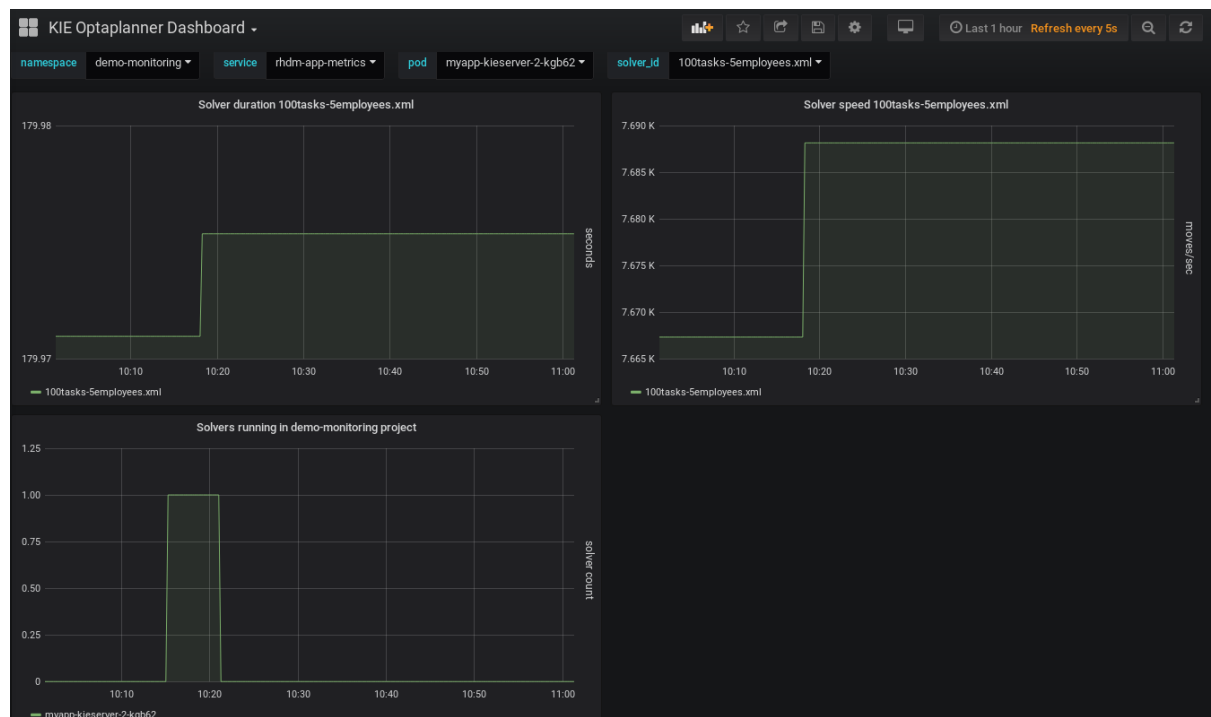 KIE Optaplanner Dashboard
Last 1 hour Refresh every 5s
namespace demo-monitoring service rhdm-app-metrics pod myapp-kieserver-2-kgb62 solver_id 100tasks-5employees.xml
Solver duration 100tasks-5employees.xml
179.98
179.97
seconds
10:10 10:20 10:30 10:40 10:50 11:00
100tasks-5employees.xml
Solver speed 100tasks-5employees.xml
7.690 K
7.685 K
7.680 K
7.675 K
7.670 K
7.665 K
moves/sec
10:10 10:20 10:30 10:40 10:50 11:00
100tasks-5employees.xml
Solvers running in demo-monitoring project
1.25
1.00
0.75
0.50
0.25
0
solver count
10:10 10:20 10:30 10:40 10:50 11:00
myapp-kieserver-2-kgb62